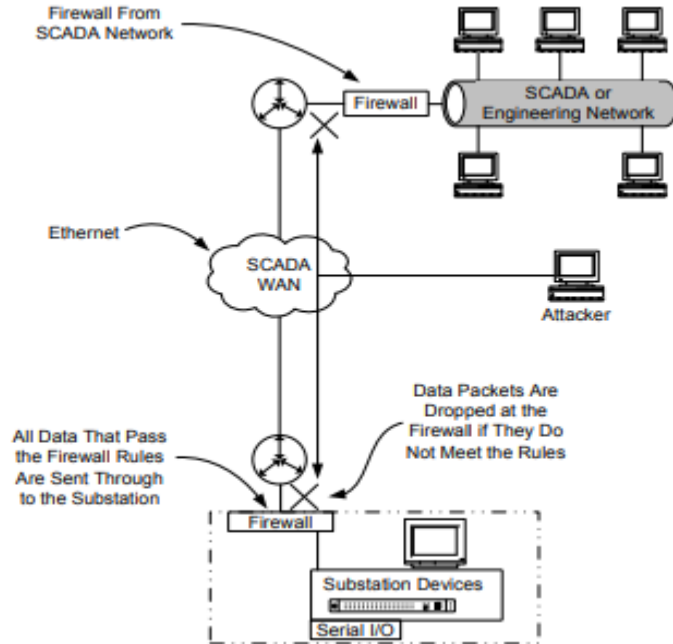 Firewall From
SCADA Network
Firewall
SCADA or
Engineering Network
Ethernet
SCADA
WAN
Attacker
Data Packets Are
Dropped at the
Firewall if They Do
Not Meet the Rules
All Data That Pass
the Firewall Rules
Are Sent Through
to the Substation
Firewall
Substation Devices
Serial I/O